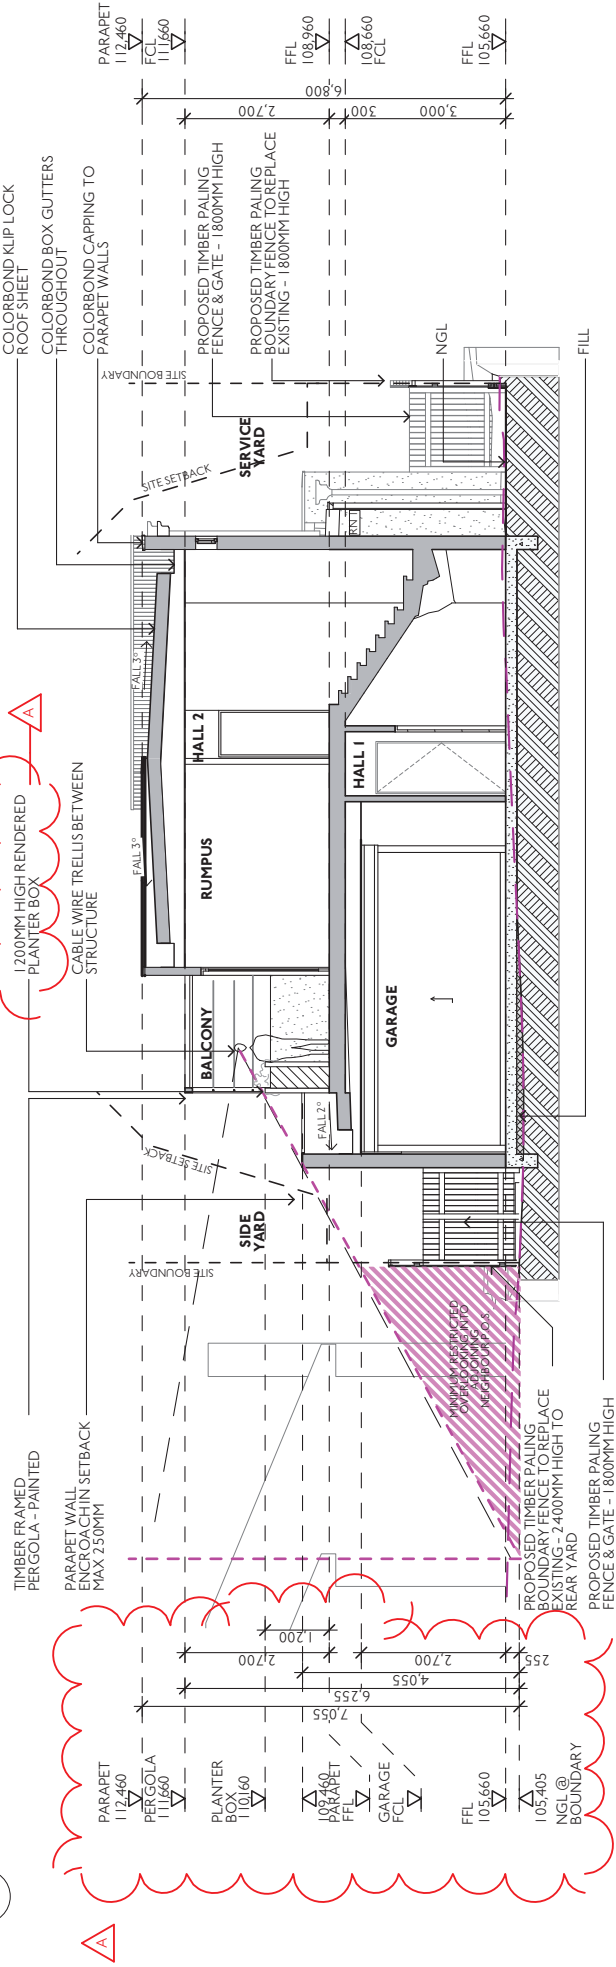 COLORBOND KLIP LOCK
ROOF SHEET
COLORBOND BOX GUTTERS
THROUGHOUT
COLORBOND CAPPING TO
PARAPET WALLS
PROPOSED TIMBER PALING
FENCE & GATE - 1800MM HIGH
PROPOSED TIMBER PALING
BOUNDARY FENCE TO REPLACE
EXISTING - 1800MM HIGH
NGL
FILL
PARAPET
112,460
FCL
111,660
FFL
108,960
108,660
FCL
FFL
105,660
6,800
2,700
300
3,000
A
1200MM HIGH RENDERED
PLANTER BOX
CABLE WIRE TRELLIS BETWEEN
STRUCTURE
TIMBER FRAMED
PERGOLA - PAINTED
PARAPET WALL
ENCROACH IN SETBACK
MAX 250MM
SITE BOUNDARY
SITE SETBACK
SERVICE
YARD
FALL 3°
FALL 3°
HALL 2
RUMPUS
BALCONY
HALL 1
GARAGE
FALL 2°
SITE SETBACK
SIDE
YARD
SITE BOUNDARY
MINIMUM RESTRICTED
OVERLOOKING INTO
ADJOINING
NEIGHBOUR P.O.S.
PROPOSED TIMBER PALING
BOUNDARY FENCE TO REPLACE
EXISTING - 2400MM HIGH TO
REAR YARD
PROPOSED TIMBER PALING
FENCE & GATE - 1800MM HIGH
1,200
2,700
2,700
255
4,055
6,255
7,055
PARAPET
112,460
PERGOLA
111,660
PLANTER
BOX
110,160
109,460
PARAPET
FFL
GARAGE
FCL
FFL
105,660
105,405
NGL @
BOUNDARY
A